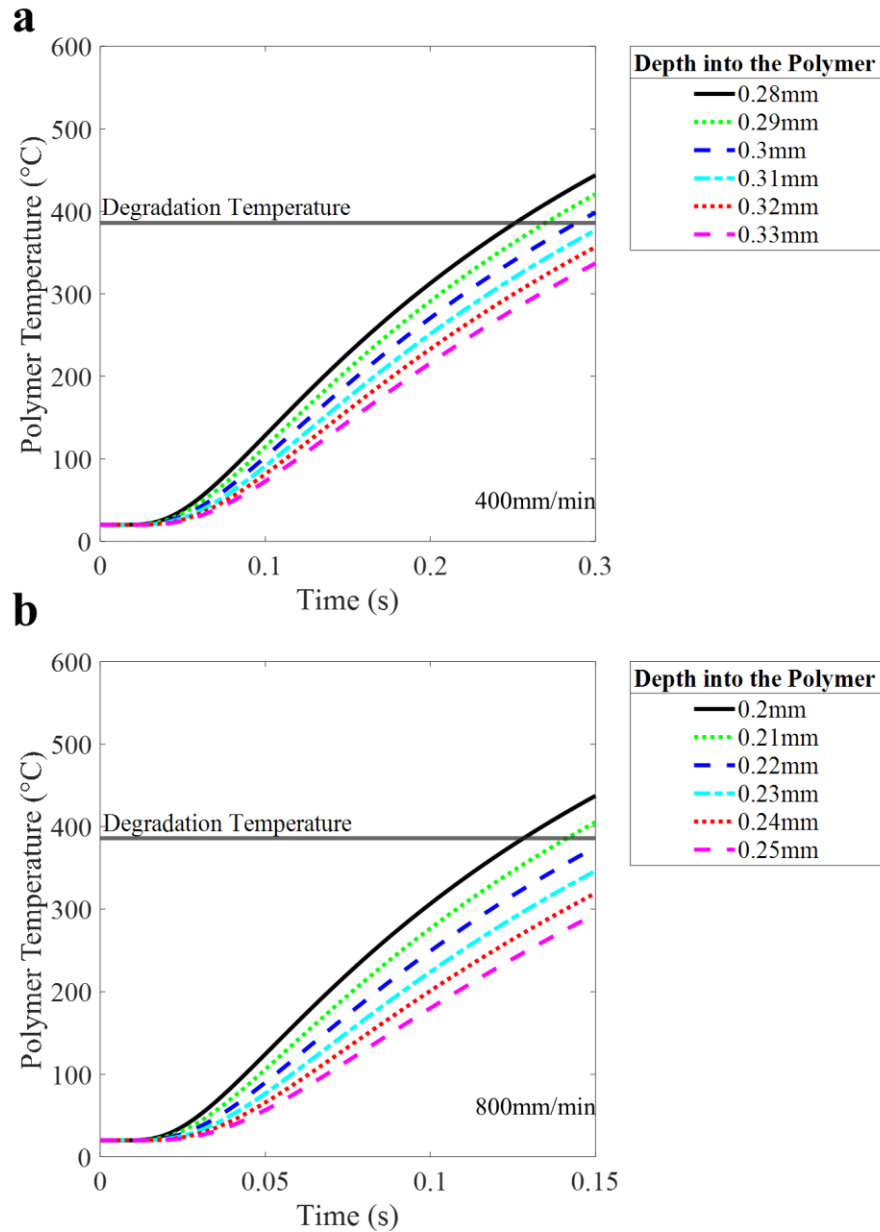 a
600
500
400
300
200
100
0
Polymer Temperature (°C)
Degradation Temperature
400mm/min
0
0.1
0.2
0.3
Time (s)
Depth into the Polymer
0.28mm
0.29mm
0.3mm
0.31mm
0.32mm
0.33mm
b
600
500
400
300
200
100
0
Polymer Temperature (°C)
Degradation Temperature
800mm/min
0
0.05
0.1
0.15
Time (s)
Depth into the Polymer
0.2mm
0.21mm
0.22mm
0.23mm
0.24mm
0.25mm